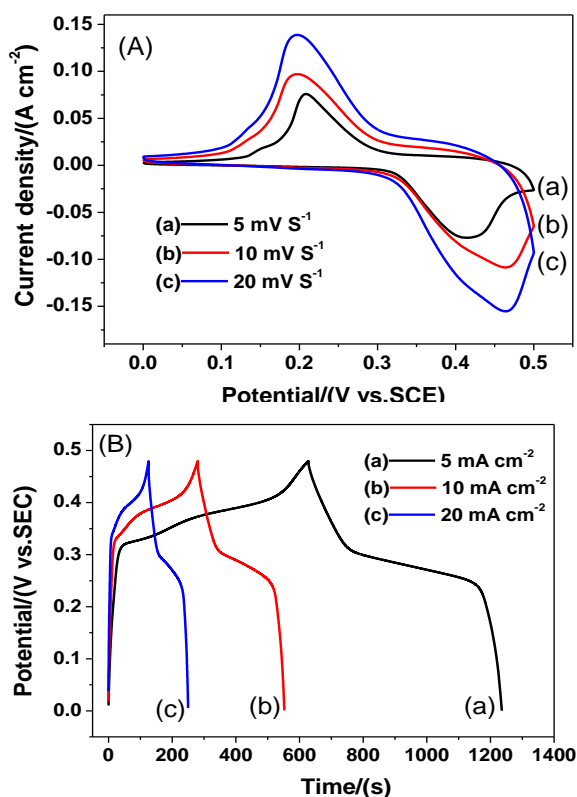 (A)
Current density/(A cm⁻²)
0.15
0.10
0.05
0.00
-0.05
-0.10
-0.15
(a) 5 mV S⁻¹
(b) 10 mV S⁻¹
(c) 20 mV S⁻¹
(a)
(b)
(c)
0.0 0.1 0.2 0.3 0.4 0.5
Potential/(V vs.SCE)
(B)
Potential/(V vs.SEC)
0.5
0.4
0.3
0.2
0.1
0.0
(a) 5 mA cm⁻²
(b) 10 mA cm⁻²
(c) 20 mA cm⁻²
(c) (b) (a)
0 200 400 600 800 1000 1200 1400
Time/(s)